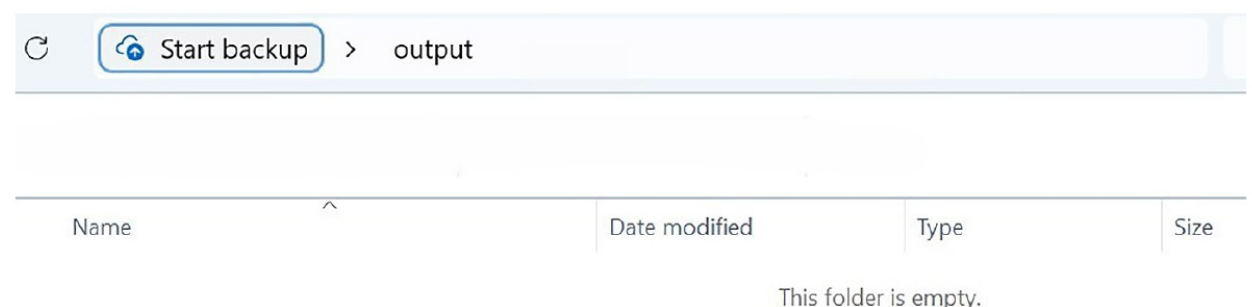 Start backup > output
Name Date modified Type Size
This folder is empty.